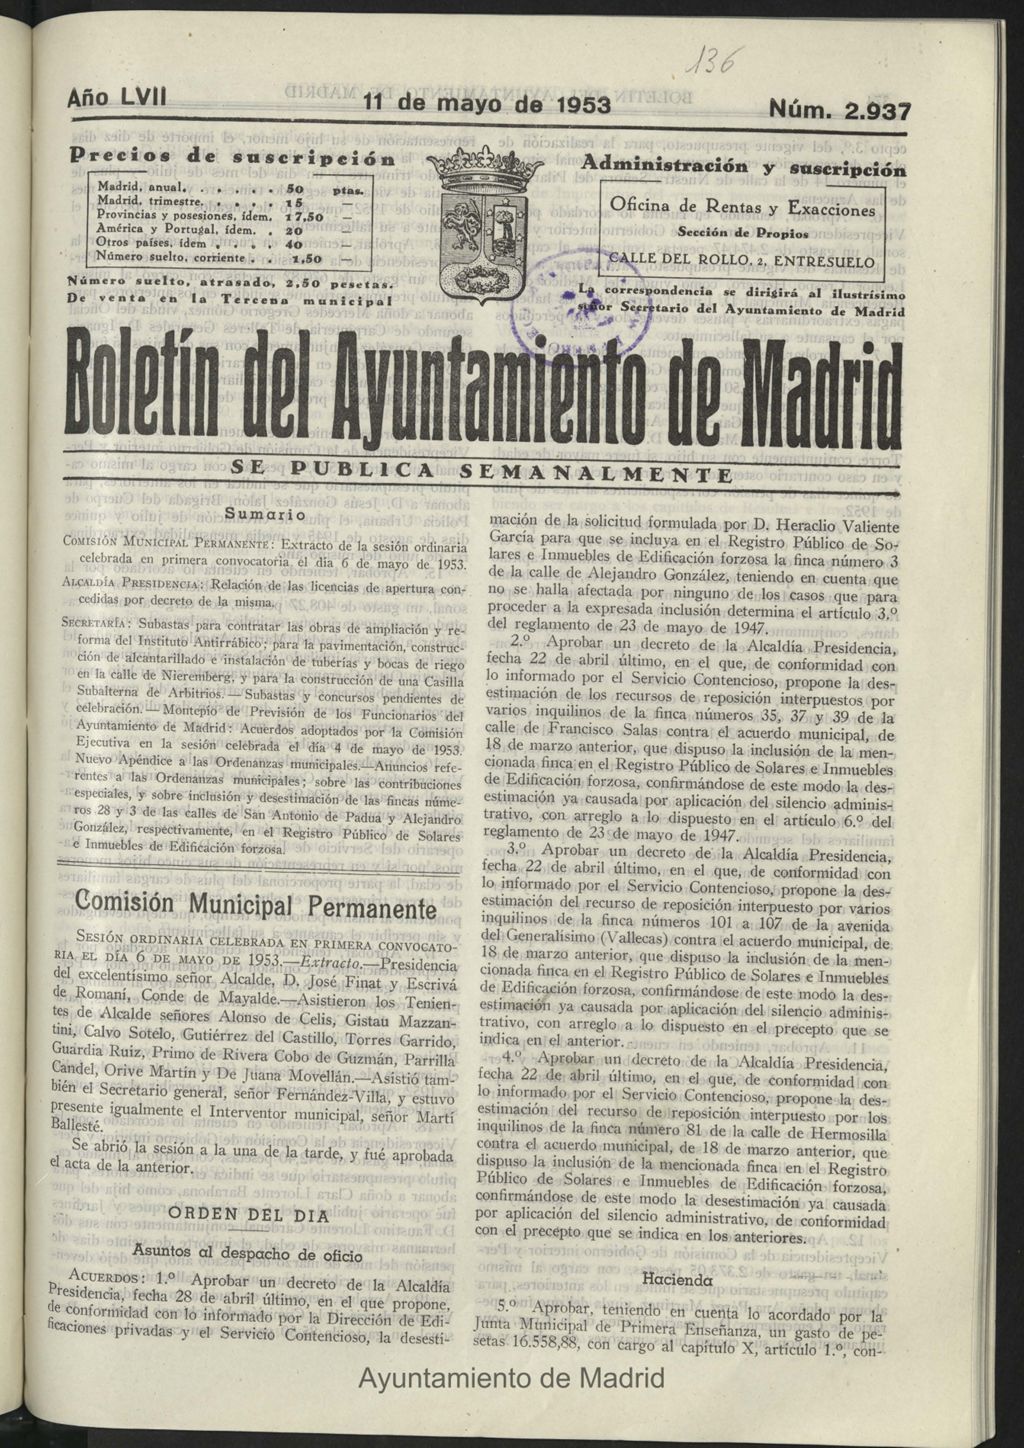 136
Año LVII
11 de mayo de 1953
Núm. 2.937
Precios de suscripción
Madrid, anual. . . . . . 50 ptas.
Madrid, trimestre. . . . . 15 —
Provincias y posesiones, ídem. 17,50 —
América y Portugal, ídem. . 20 —
Otros países, ídem . . . . 40 —
Número suelto, corriente . . 1,50 —
Número suelto, atrasado, 2,50 pesetas.
De venta en la Tercena municipal
Administración y suscripción
Oficina de Rentas y Exacciones
Sección de Propios
CALLE DEL ROLLO, 2, ENTRESUELO
La correspondencia se dirigirá al ilustrísimo
señor Secretario del Ayuntamiento de Madrid
Boletín del Ayuntamiento de Madrid
SE PUBLICA SEMANALMENTE
Sumario
COMISIÓN MUNICIPAL PERMANENTE: Extracto de la sesión ordinaria
celebrada en primera convocatoria el día 6 de mayo de 1953.
ALCALDÍA PRESIDENCIA: Relación de las licencias de apertura con-
cedidas por decreto de la misma.
SECRETARÍA: Subastas para contratar las obras de ampliación y re-
forma del Instituto Antirrábico; para la pavimentación, construc-
ción de alcantarillado e instalación de tuberías y bocas de riego
en la calle de Nieremberg, y para la construcción de una Casilla
Subalterna de Arbitrios. — Subastas y concursos pendientes de
celebración. — Montepío de Previsión de los Funcionarios del
Ayuntamiento de Madrid: Acuerdos adoptados por la Comisión
Ejecutiva en la sesión celebrada el día 4 de mayo de 1953.
Nuevo Apéndice a las Ordenanzas municipales.—Anuncios refe-
rentes a las Ordenanzas municipales; sobre las contribuciones
especiales, y sobre inclusión y desestimación de las fincas núme-
ros 28 y 3 de las calles de San Antonio de Padua y Alejandro
González, respectivamente, en el Registro Público de Solares
e Inmuebles de Edificación forzosa.
Comisión Municipal Permanente
SESIÓN ORDINARIA CELEBRADA EN PRIMERA CONVOCATO-
RIA EL DÍA 6 DE MAYO DE 1953.—Extracto.—Presidencia
del excelentísimo señor Alcalde, D. José Finat y Escrivá
de Romaní, Conde de Mayalde.—Asistieron los Tenien-
tes de Alcalde señores Alonso de Celis, Gistau Mazzan-
tini, Calvo Sotelo, Gutiérrez del Castillo, Torres Garrido,
Guardia Ruiz, Primo de Rivera Cobo de Guzmán, Parrilla
Candel, Orive Martín y De Juana Movellán.—Asistió tam-
bién el Secretario general, señor Fernández-Villa, y estuvo
presente igualmente el Interventor municipal, señor Martí
Ballesté.
Se abrió la sesión a la una de la tarde, y fué aprobada
el acta de la anterior.
ORDEN DEL DIA
Asuntos al despacho de oficio
ACUERDOS: 1.º Aprobar un decreto de la Alcaldía
Presidencia, fecha 28 de abril último, en el que propone,
de conformidad con lo informado por la Dirección de Edi-
ficaciones privadas y el Servicio Contencioso, la desesti-
mación de la solicitud formulada por D. Heraclio Valiente
García para que se incluya en el Registro Público de So-
lares e Inmuebles de Edificación forzosa la finca número 3
de la calle de Alejandro González, teniendo en cuenta que
no se halla afectada por ninguno de los casos que para
proceder a la expresada inclusión determina el artículo 3.º
del reglamento de 23 de mayo de 1947.
2.º Aprobar un decreto de la Alcaldía Presidencia,
fecha 22 de abril último, en el que, de conformidad con
lo informado por el Servicio Contencioso, propone la des-
estimación de los recursos de reposición interpuestos por
varios inquilinos de la finca números 35, 37 y 39 de la
calle de Francisco Salas contra el acuerdo municipal, de
18 de marzo anterior, que dispuso la inclusión de la men-
cionada finca en el Registro Público de Solares e Inmuebles
de Edificación forzosa, confirmándose de este modo la des-
estimación ya causada por aplicación del silencio adminis-
trativo, con arreglo a lo dispuesto en el artículo 6.º del
reglamento de 23 de mayo de 1947.
3.º Aprobar un decreto de la Alcaldía Presidencia,
fecha 22 de abril último, en el que, de conformidad con
lo informado por el Servicio Contencioso, propone la des-
estimación del recurso de reposición interpuesto por varios
inquilinos de la finca números 101 a 107 de la avenida
del Generalísimo (Vallecas) contra el acuerdo municipal, de
18 de marzo anterior, que dispuso la inclusión de la men-
cionada finca en el Registro Público de Solares e Inmuebles
de Edificación forzosa, confirmándose de este modo la des-
estimación ya causada por aplicación del silencio adminis-
trativo, con arreglo a lo dispuesto en el precepto que se
indica en el anterior.
4.º Aprobar un decreto de la Alcaldía Presidencia,
fecha 22 de abril último, en el que, de conformidad con
lo informado por el Servicio Contencioso, propone la des-
estimación del recurso de reposición interpuesto por los
inquilinos de la finca número 81 de la calle de Hermosilla
contra el acuerdo municipal, de 18 de marzo anterior, que
dispuso la inclusión de la mencionada finca en el Registro
Público de Solares e Inmuebles de Edificación forzosa,
confirmándose de este modo la desestimación ya causada
por aplicación del silencio administrativo, de conformidad
con el precepto que se indica en los anteriores.
Hacienda
5.º Aprobar, teniendo en cuenta lo acordado por la
Junta Municipal de Primera Enseñanza, un gasto de pe-
setas 16.558,88, con cargo al capítulo X, artículo 1.º, con-
Ayuntamiento de Madrid